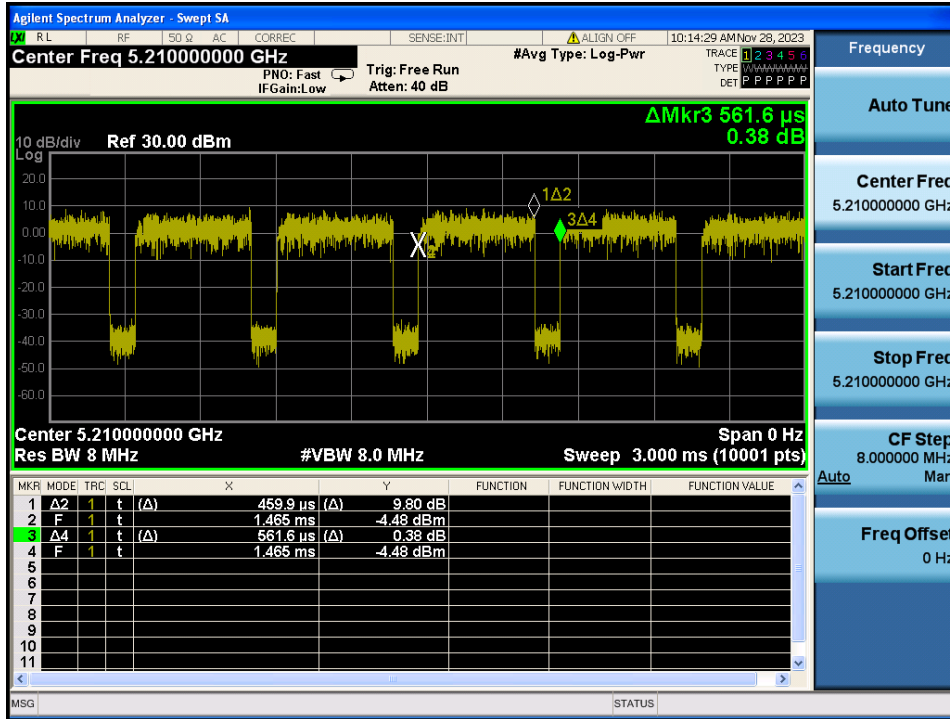 Agilent Spectrum Analyzer - Swept SA
LXI RL RF 50 Ω AC CORREC SENSE:INT ALIGN OFF 10:14:29 AM Nov 28, 2023
Center Freq 5.210000000 GHz
PNO: Fast
IFGain:Low
Trig: Free Run
Atten: 40 dB
#Avg Type: Log-Pwr
TRACE 1 2 3 4 5 6
TYPE
DET P P P P P P
ΔMkr3 561.6 µs
0.38 dB
10 dB/div Ref 30.00 dBm
Log
20.0
10.0
0.00
-10.0
-20.0
-30.0
-40.0
-50.0
-60.0
1Δ2
3Δ4
Center 5.210000000 GHz Span 0 Hz
Res BW 8 MHz #VBW 8.0 MHz Sweep 3.000 ms (10001 pts)
MKR MODE TRC SCL X Y FUNCTION FUNCTION WIDTH FUNCTION VALUE
1 Δ2 1 t (Δ) 459.9 µs (Δ) 9.80 dB
2 F 1 t 1.465 ms -4.48 dBm
3 Δ4 1 t (Δ) 561.6 µs (Δ) 0.38 dB
4 F 1 t 1.465 ms -4.48 dBm
5
6
7
8
9
10
11
MSG STATUS
Frequency
Auto Tune
Center Freq
5.210000000 GHz
Start Freq
5.210000000 GHz
Stop Freq
5.210000000 GHz
CF Step
8.000000 MHz
Auto Man
Freq Offset
0 Hz